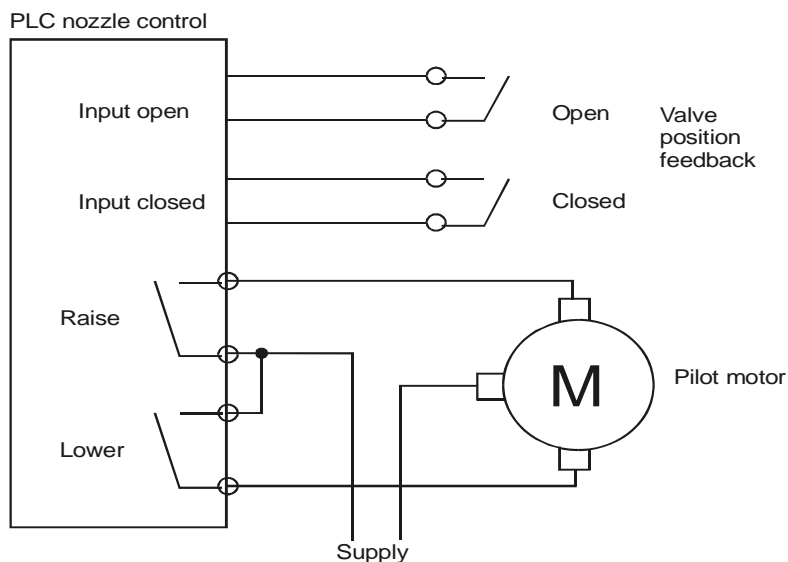 PLC nozzle control
Input open
Open
Valve
position
feedback
Input closed
Closed
Raise
M
Pilot motor
Lower
Supply